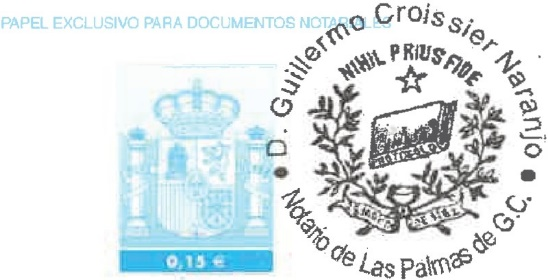 PAPEL EXCLUSIVO PARA DOCUMENTOS NOTARIALES
D. Guillermo Croissier Naranjo
NIHIL PRIUS FIDE
Notario de Las Palmas de G.C.
0,15 €